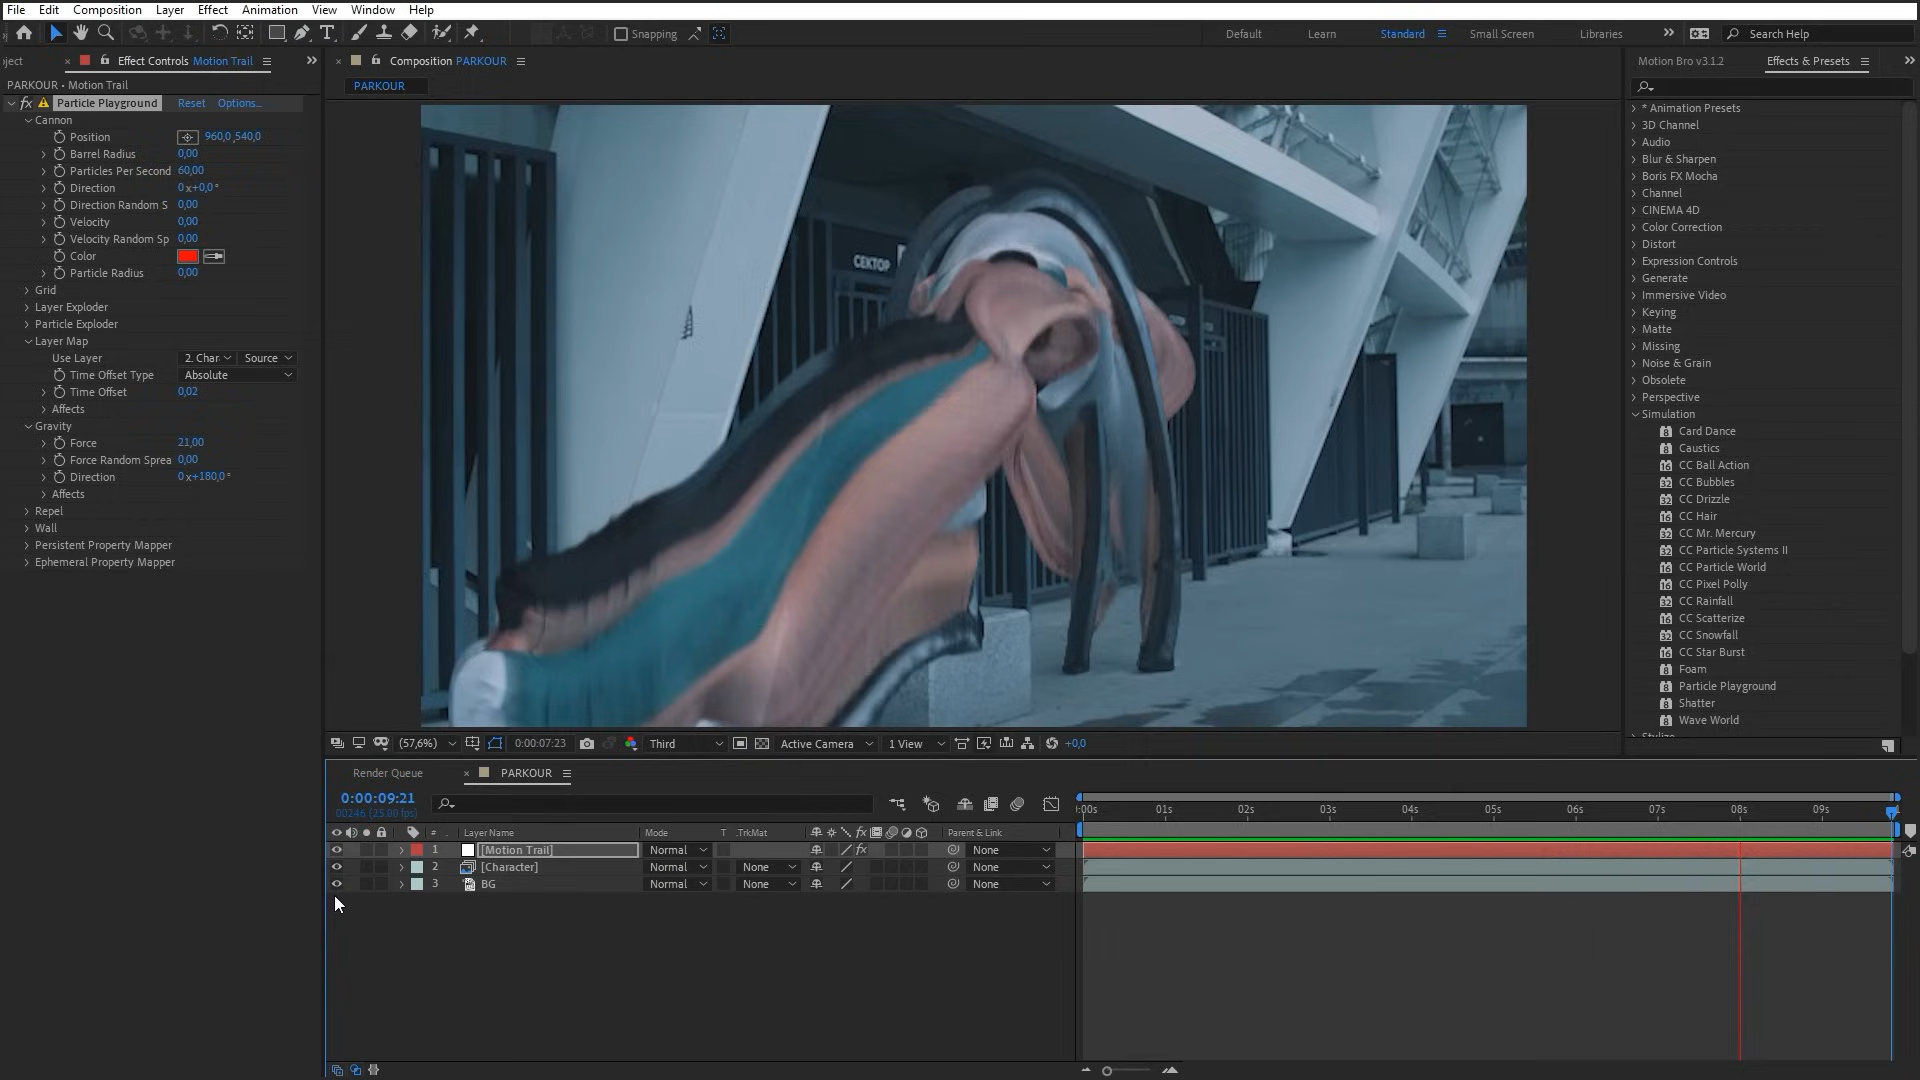 File Edit Composition Layer Effect Animation View Window Help
Snapping
Default Learn Standard Small Screen Libraries Search Help
Effect Controls Motion Trail
PARKOUR • Motion Trail
Particle Playground Reset Options...
Cannon
Position 960,0,540,0
Barrel Radius 0,00
Particles Per Second 60,00
Direction 0x+0,0°
Direction Random S 0,00
Velocity 0,00
Velocity Random Sp 0,00
Color
Particle Radius 0,00
Grid
Layer Exploder
Particle Exploder
Layer Map
Use Layer 2. Char Source
Time Offset Type Absolute
Time Offset 0,02
Affects
Gravity
Force 21,00
Force Random Sprea 0,00
Direction 0x+180,0°
Affects
Repel
Wall
Persistent Property Mapper
Ephemeral Property Mapper
Composition PARKOUR
PARKOUR
СЕКТОР
(57,6%) 0:00:07:23 Third Active Camera 1 View +0,0
Motion Bro v3.1.2 Effects & Presets
* Animation Presets
3D Channel
Audio
Blur & Sharpen
Boris FX Mocha
Channel
CINEMA 4D
Color Correction
Distort
Expression Controls
Generate
Immersive Video
Keying
Matte
Missing
Noise & Grain
Obsolete
Perspective
Simulation
Card Dance
Caustics
CC Ball Action
CC Bubbles
CC Drizzle
CC Hair
CC Mr. Mercury
CC Particle Systems II
CC Particle World
CC Pixel Polly
CC Rainfall
CC Scatterize
CC Snowfall
CC Star Burst
Foam
Particle Playground
Shatter
Wave World
Render Queue PARKOUR
0:00:09:21
00246 (25.00 fps)
:00s 01s 02s 03s 04s 05s 06s 07s 08s 09s
# Layer Name Mode T .TrkMat Parent & Link
1 [Motion Trail] Normal None
2 [Character] Normal None None
3 BG Normal None None